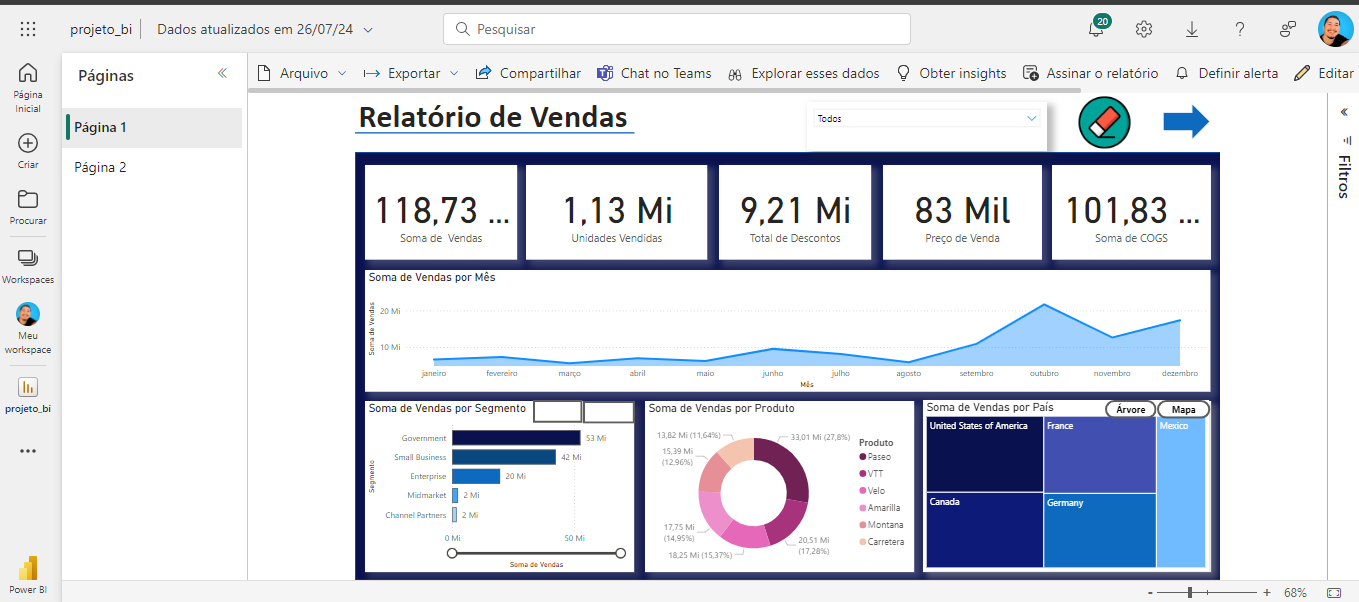 projeto_bi
Dados atualizados em 26/07/24
Pesquisar
20
Página
Inicial
Criar
Procurar
Workspaces
Meu
workspace
projeto_bi
Power BI
Páginas
Página 1
Página 2
Arquivo
Exportar
Compartilhar
Chat no Teams
Explorar esses dados
Obter insights
Assinar o relatório
Definir alerta
Editar
Relatório de Vendas
Todos
Filtros
118,73 ...
Soma de Vendas
1,13 Mi
Unidades Vendidas
9,21 Mi
Total de Descontos
83 Mil
Preço de Venda
101,83 ...
Soma de COGS
Soma de Vendas por Mês
Soma de Vendas
20 Mi
10 Mi
janeiro
fevereiro
março
abril
maio
junho
julho
agosto
setembro
outubro
novembro
dezembro
Mês
Soma de Vendas por Segmento
Segmento
Government
53 Mi
Small Business
42 Mi
Enterprise
20 Mi
Midmarket
2 Mi
Channel Partners
2 Mi
0 Mi
50 Mi
Soma de Vendas
Soma de Vendas por Produto
33,01 Mi (27,8%)
20,51 Mi
(17,28%)
18,25 Mi (15,37%)
17,75 Mi
(14,95%)
15,39 Mi
(12,96%)
13,82 Mi (11,64%)
Produto
Paseo
VTT
Velo
Amarilla
Montana
Carretera
Soma de Vendas por País
Árvore
Mapa
United States of America
France
Mexico
Canada
Germany
68%